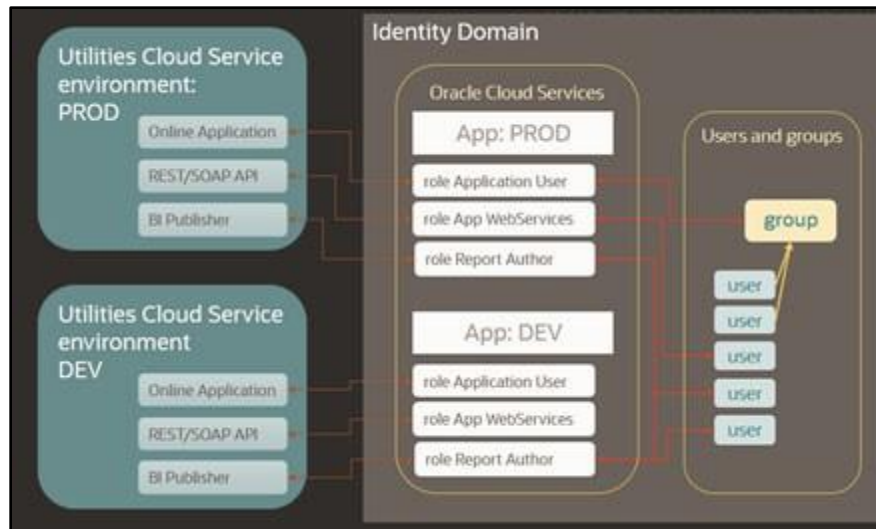 Utilities Cloud Service
environment:
PROD
Online Application
REST/SOAP API
BI Publisher
Utilities Cloud Service
environment
DEV
Online Application
REST/SOAP API
BI Publisher
Identity Domain
Oracle Cloud Services
App: PROD
role Application User
role App WebServices
role Report Author
App: DEV
role Application User
role App WebServices
role Report Author
Users and groups
group
user
user
user
user
user